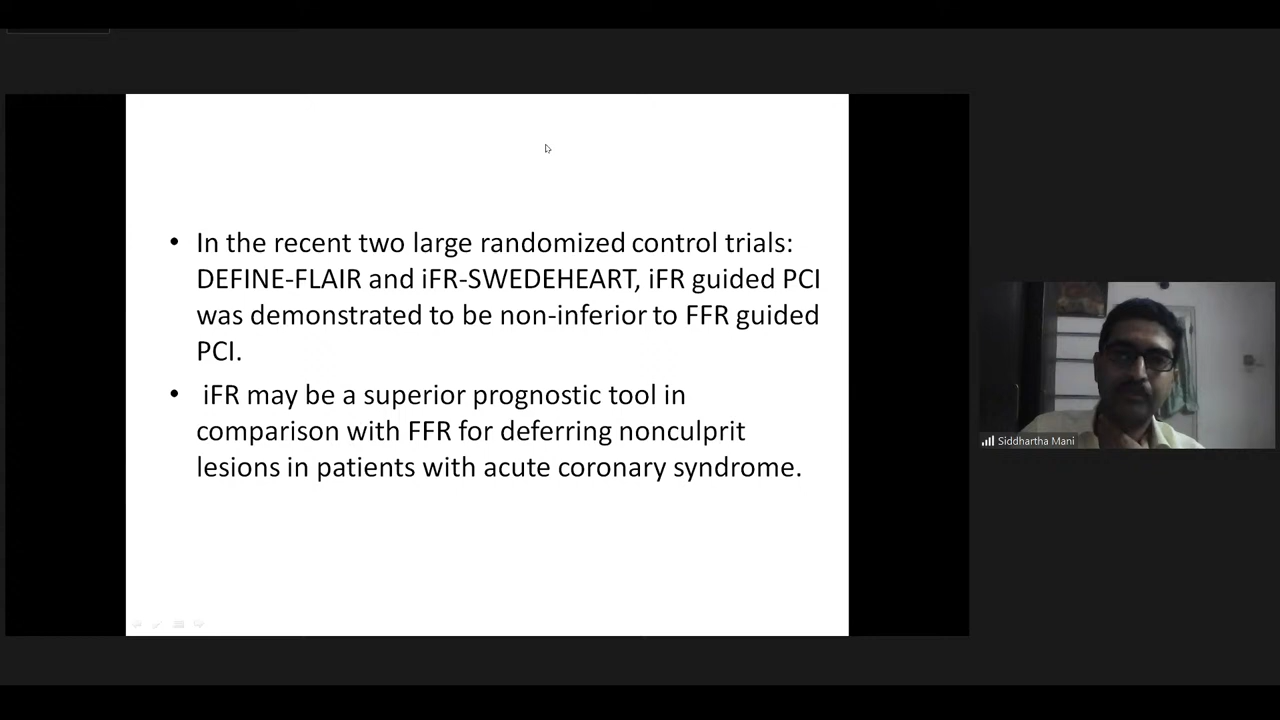 • In the recent two large randomized control trials:
DEFINE-FLAIR and iFR-SWEDEHEART, iFR guided PCI
was demonstrated to be non-inferior to FFR guided
PCI.
• iFR may be a superior prognostic tool in
comparison with FFR for deferring nonculprit
lesions in patients with acute coronary syndrome.
Siddhartha Mani